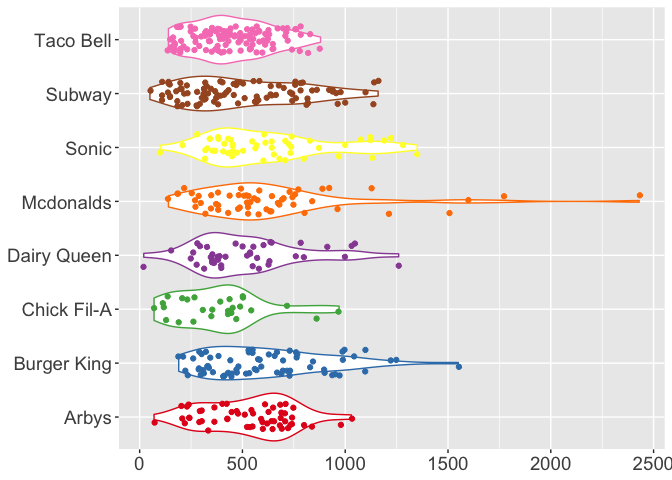 Taco Bell
Subway
Sonic
Mcdonalds
Dairy Queen
Chick Fil-A
Burger King
Arbys
0 500 1000 1500 2000 2500